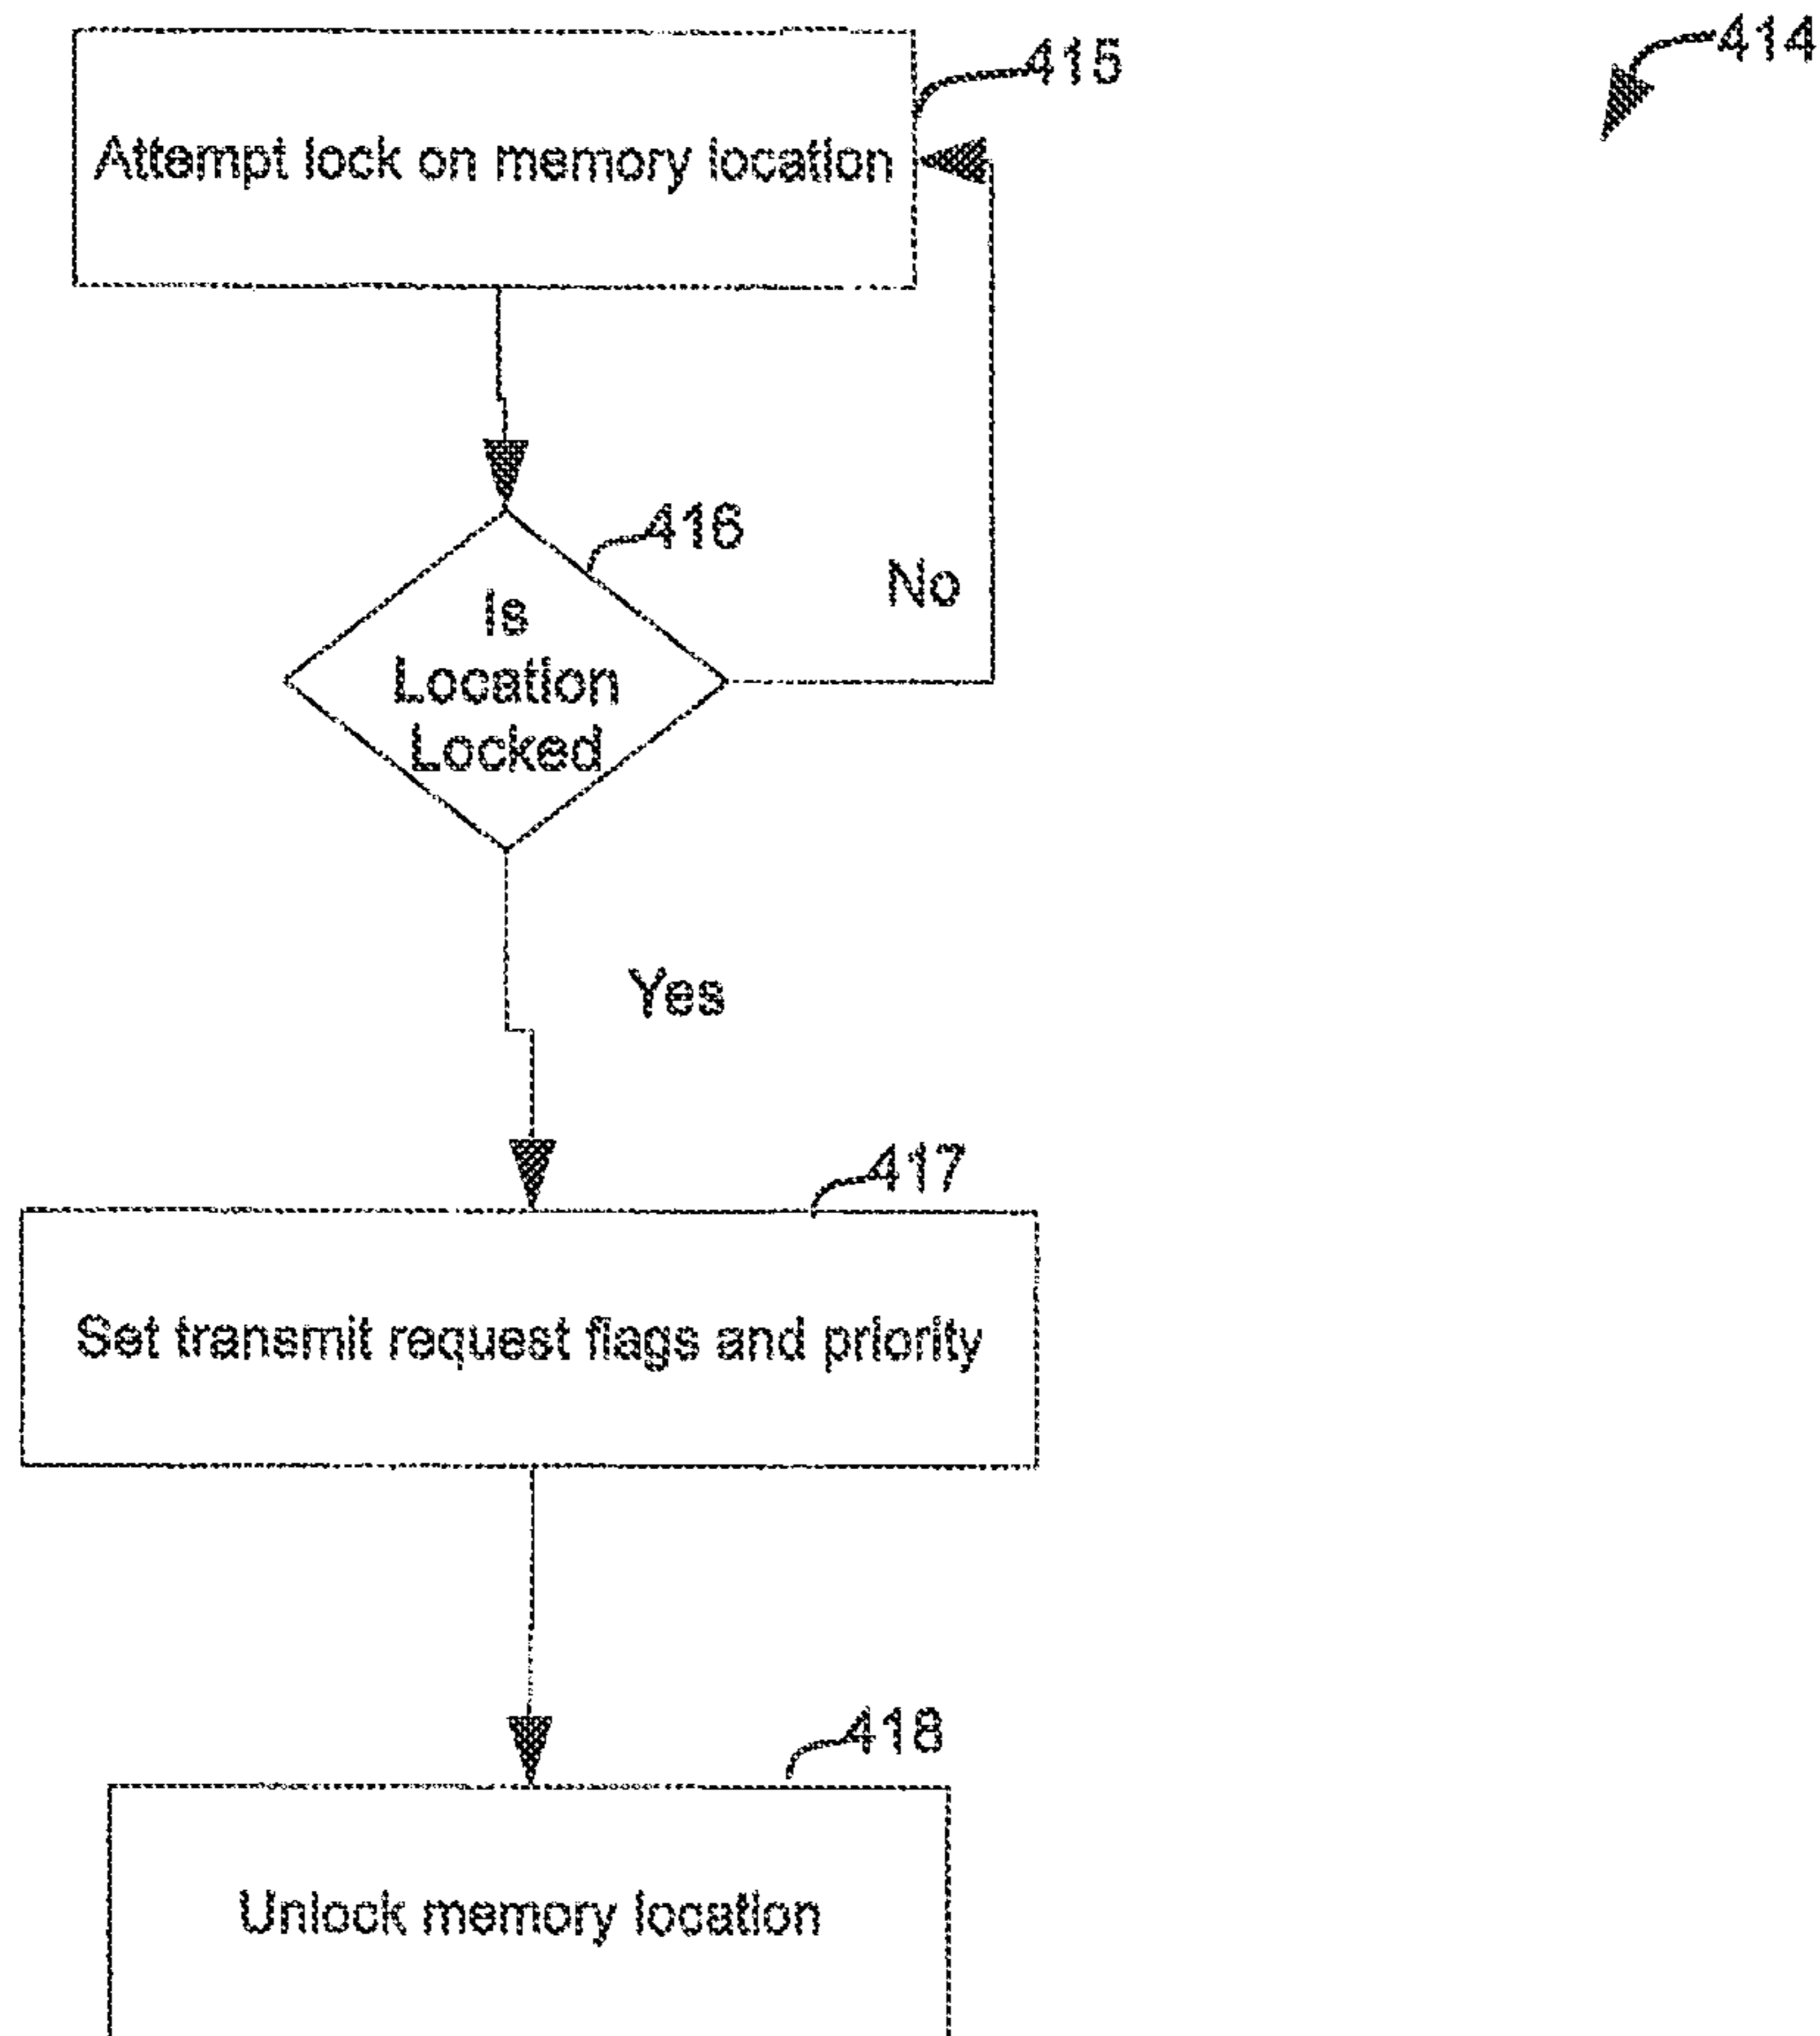 414
415
Attempt lock on memory location
416
Is
Location
Locked
No
Yes
417
Set transmit request flags and priority
418
Unlock memory location